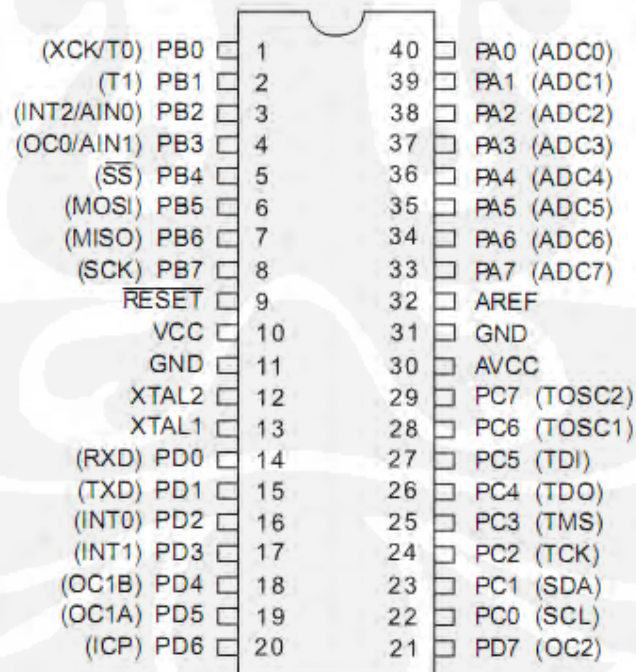 (XCK/T0) PB0 1 40 PA0 (ADC0)
(T1) PB1 2 39 PA1 (ADC1)
(INT2/AIN0) PB2 3 38 PA2 (ADC2)
(OC0/AIN1) PB3 4 37 PA3 (ADC3)
(SS) PB4 5 36 PA4 (ADC4)
(MOSI) PB5 6 35 PA5 (ADC5)
(MISO) PB6 7 34 PA6 (ADC6)
(SCK) PB7 8 33 PA7 (ADC7)
RESET 9 32 AREF
VCC 10 31 GND
GND 11 30 AVCC
XTAL2 12 29 PC7 (TOSC2)
XTAL1 13 28 PC6 (TOSC1)
(RXD) PD0 14 27 PC5 (TDI)
(TXD) PD1 15 26 PC4 (TDO)
(INT0) PD2 16 25 PC3 (TMS)
(INT1) PD3 17 24 PC2 (TCK)
(OC1B) PD4 18 23 PC1 (SDA)
(OC1A) PD5 19 22 PC0 (SCL)
(ICP) PD6 20 21 PD7 (OC2)